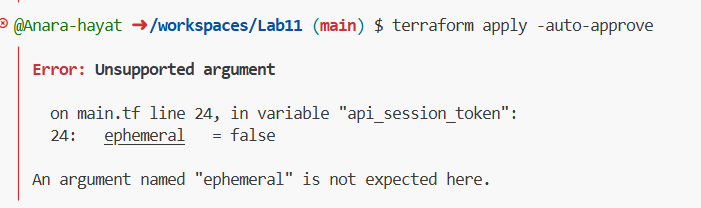 @Anara-hayat ➜/workspaces/Lab11 (main) $ terraform apply -auto-approve
Error: Unsupported argument
on main.tf line 24, in variable "api_session_token":
24: ephemeral = false
An argument named "ephemeral" is not expected here.